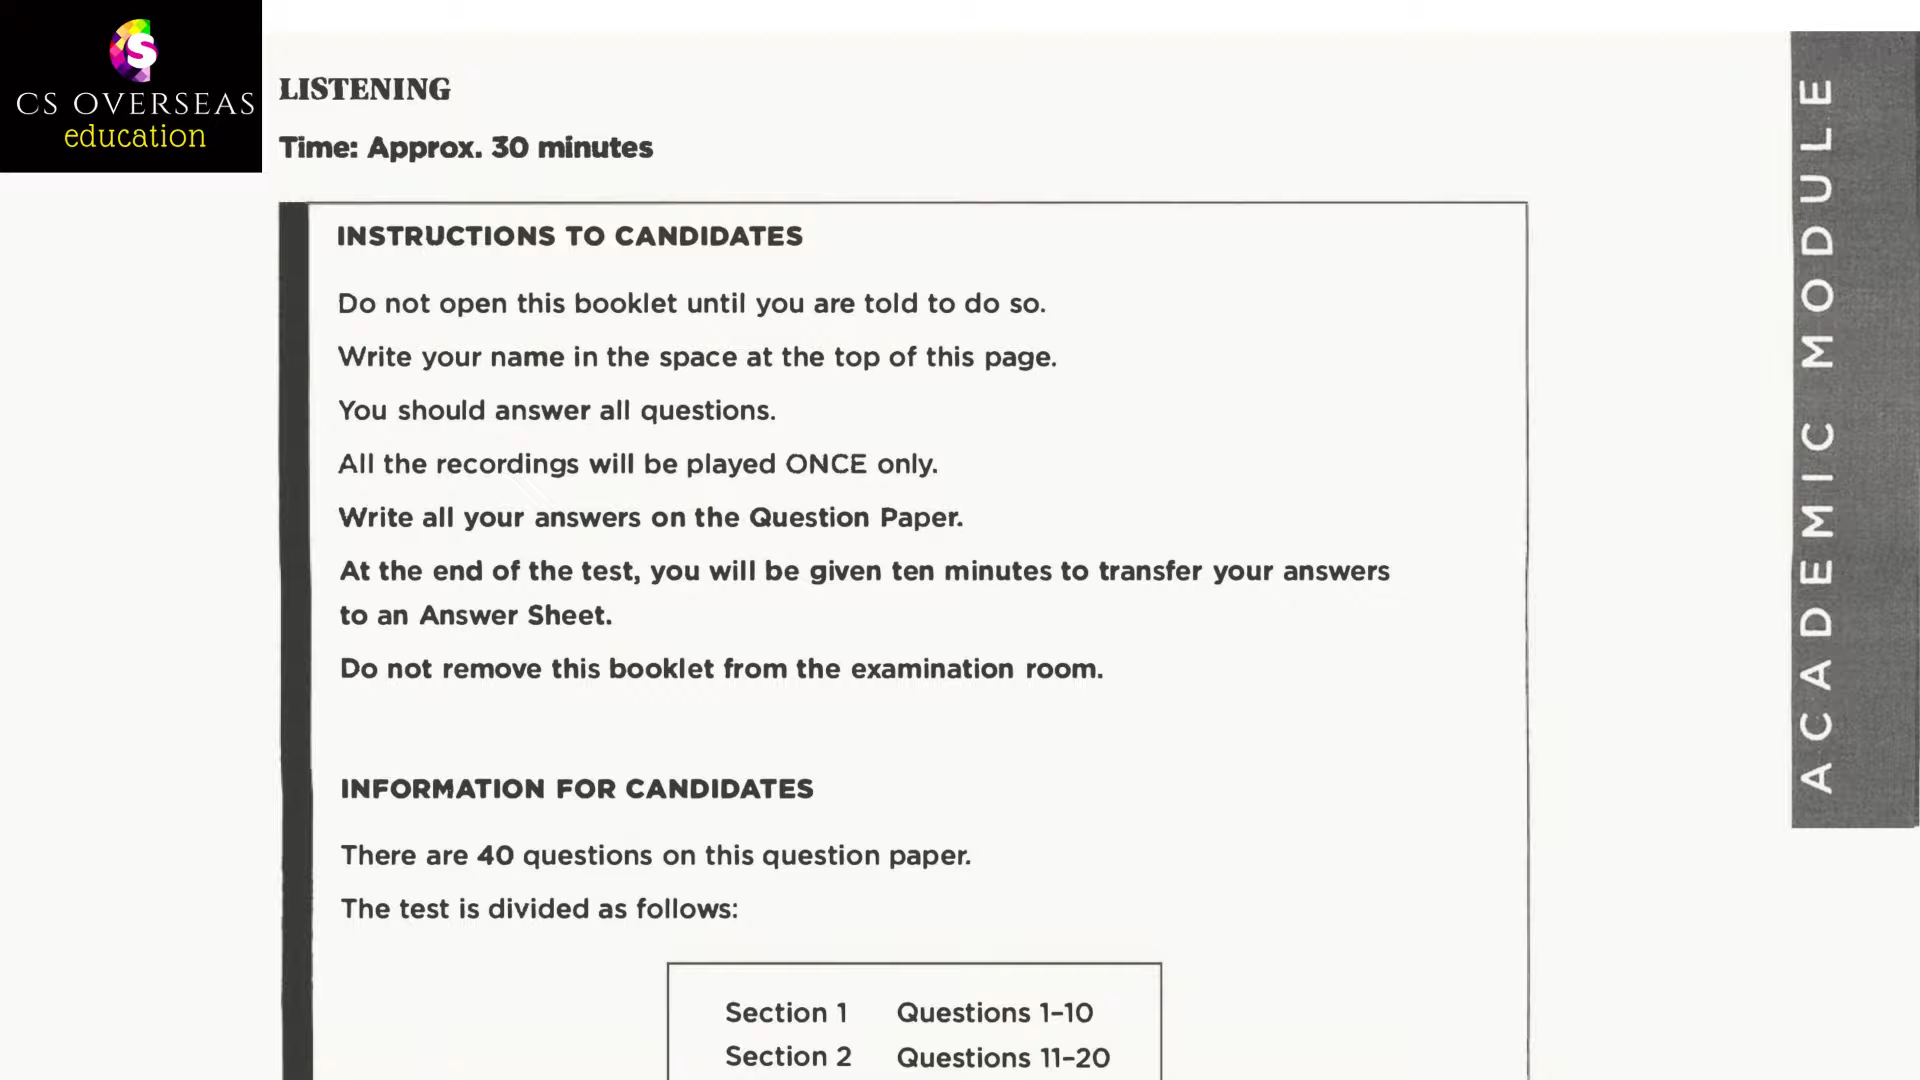 S
CS OVERSEAS
education
LISTENING
Time: Approx. 30 minutes
INSTRUCTIONS TO CANDIDATES
Do not open this booklet until you are told to do so.
Write your name in the space at the top of this page.
You should answer all questions.
All the recordings will be played ONCE only.
Write all your answers on the Question Paper.
At the end of the test, you will be given ten minutes to transfer your answers
to an Answer Sheet.
Do not remove this booklet from the examination room.
INFORMATION FOR CANDIDATES
There are 40 questions on this question paper.
The test is divided as follows:
Section 1 Questions 1–10
Section 2 Questions 11–20
ACADEMIC MODULE